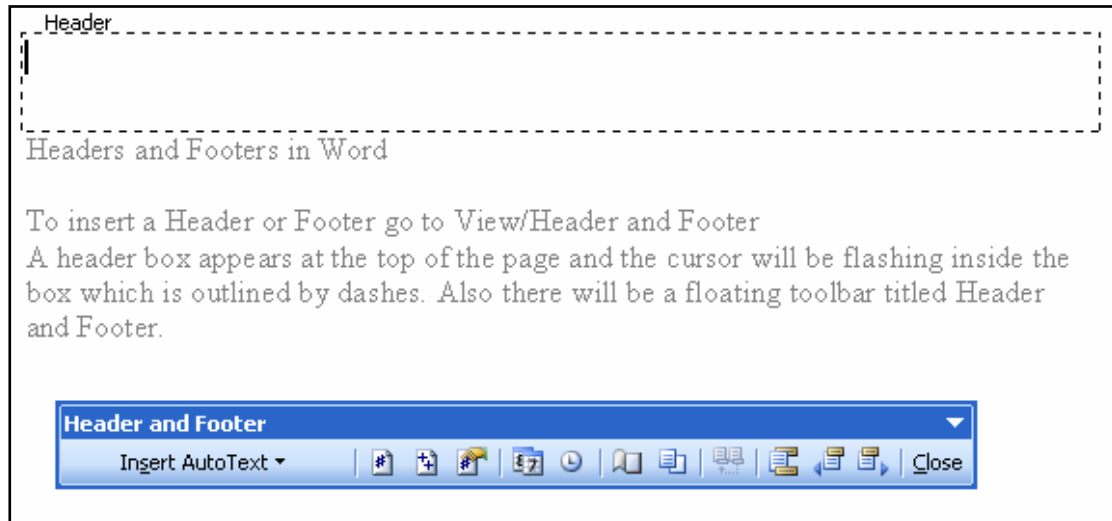 Header
Headers and Footers in Word
To insert a Header or Footer go to View/Header and Footer
A header box appears at the top of the page and the cursor will be flashing inside the
box which is outlined by dashes. Also there will be a floating toolbar titled Header
and Footer.
Header and Footer
Insert AutoText Close